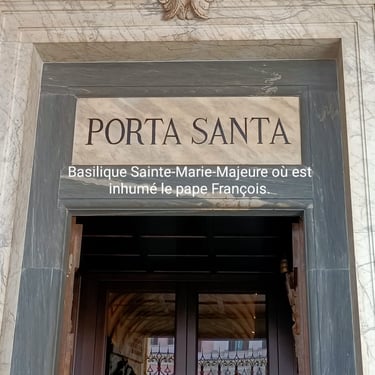 PORTA SANTA
Basilique Sainte-Marie-Majeure où est
inhumé le pape François.